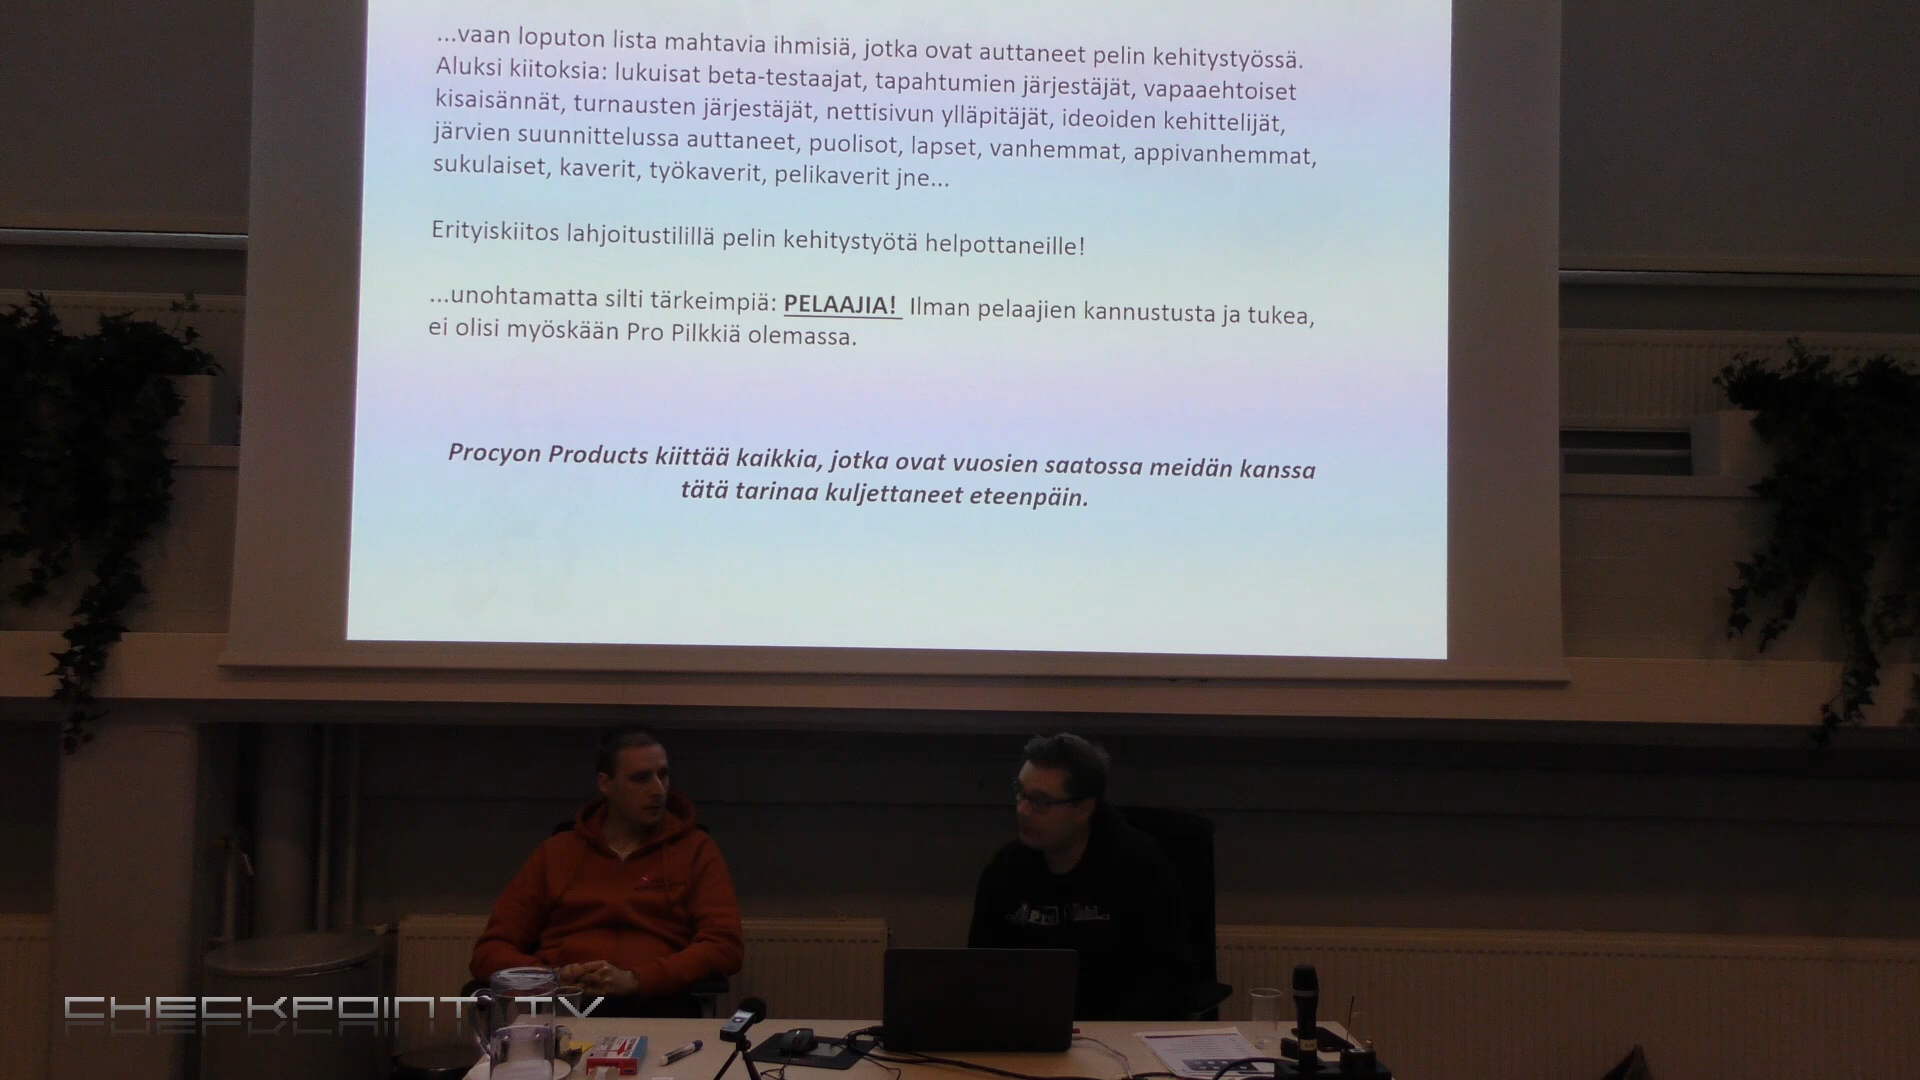 ...vaan loputon lista mahtavia ihmisiä, jotka ovat auttaneet pelin kehitystyössä.
Aluksi kiitoksia: lukuisat beta-testaajat, tapahtumien järjestäjät, vapaaehtoiset
kisaisännät, turnausten järjestäjät, nettisivun ylläpitäjät, ideoiden kehittelijät,
järvien suunnittelussa auttaneet, puolisot, lapset, vanhemmat, appivanhemmat,
sukulaiset, kaverit, työkaverit, pelikaverit jne...
Erityiskiitos lahjoitustilillä pelin kehitystyötä helpottaneille!
...unohtamatta silti tärkeimpiä: PELAAJIA! Ilman pelaajien kannustusta ja tukea,
ei olisi myöskään Pro Pilkkiä olemassa.
Procyon Products kiittää kaikkia, jotka ovat vuosien saatossa meidän kanssa
tätä tarinaa kuljettaneet eteenpäin.
CHECKPOINT TV